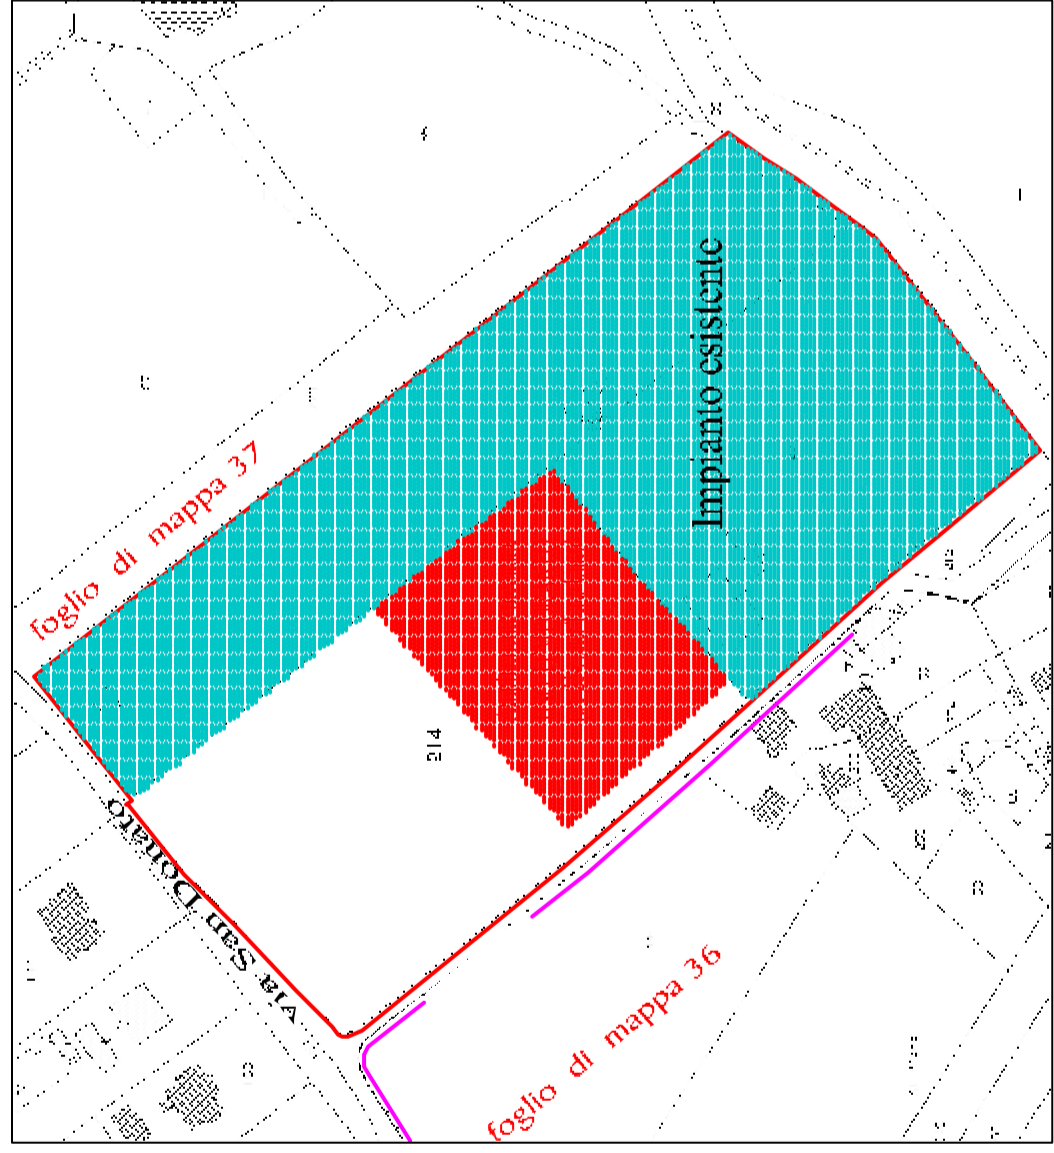 foglio di mappa 37
Impianto esistente
214
via San Donato
foglio di mappa 36